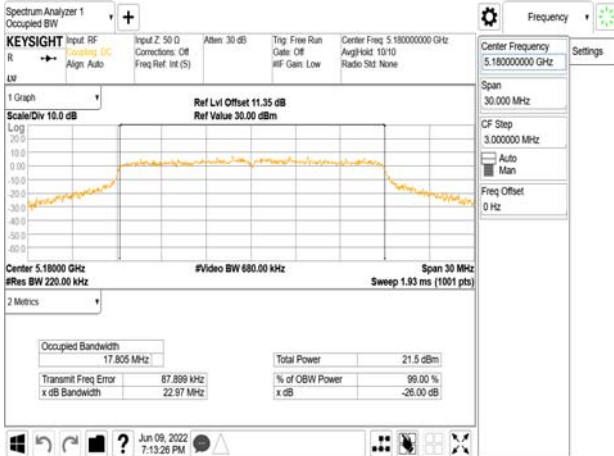 Spectrum Analyzer 1
Occupied BW
+
Frequency
KEYSIGHT
R
LXI
Input: RF
Coupling: DC
Align: Auto
Input Z: 50 Ω
Corrections: Off
Freq Ref: Int (S)
Atten: 30 dB
Trig: Free Run
Gate: Off
#IF Gain: Low
Center Freq: 5.180000000 GHz
Avg|Hold: 10/10
Radio Std: None
Center Frequency
5.180000000 GHz
Settings
Span
30.000 MHz
CF Step
3.000000 MHz
Auto
Man
Freq Offset
0 Hz
1 Graph
Ref Lvl Offset 11.35 dB
Scale/Div 10.0 dB
Ref Value 30.00 dBm
Log
20.0
10.0
0.00
-10.0
-20.0
-30.0
-40.0
-50.0
-60.0
Center 5.18000 GHz
#Video BW 680.00 kHz
Span 30 MHz
#Res BW 220.00 kHz
Sweep 1.93 ms (1001 pts)
2 Metrics
Occupied Bandwidth
17.805 MHz
Total Power 21.5 dBm
Transmit Freq Error 87.899 kHz
% of OBW Power 99.00 %
x dB Bandwidth 22.97 MHz
x dB -26.00 dB
?
Jun 09, 2022
7:13:26 PM